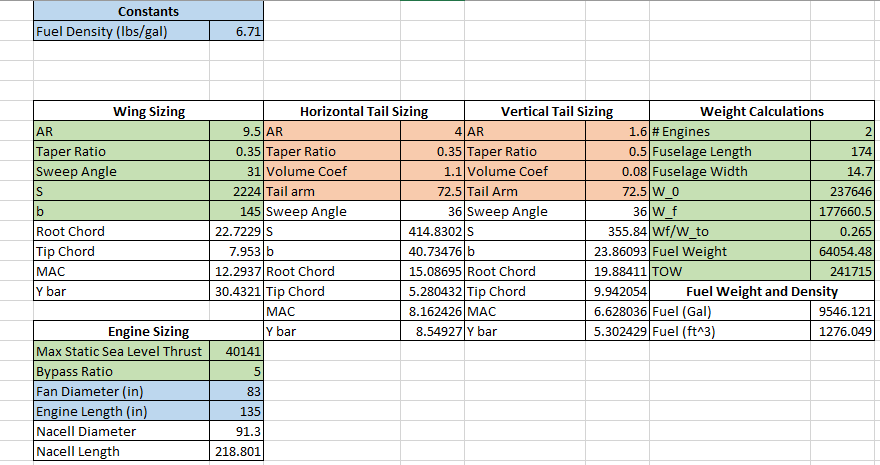 Constants
Fuel Density (lbs/gal) 6.71
Wing Sizing Horizontal Tail Sizing Vertical Tail Sizing Weight Calculations
AR 9.5 AR 4 AR 1.6 # Engines 2
Taper Ratio 0.35 Taper Ratio 0.35 Taper Ratio 0.5 Fuselage Length 174
Sweep Angle 31 Volume Coef 1.1 Volume Coef 0.08 Fuselage Width 14.7
S 2224 Tail arm 72.5 Tail Arm 72.5 W_0 237646
b 145 Sweep Angle 36 Sweep Angle 36 W_f 177660.5
Root Chord 22.7229 S 414.8302 S 355.84 Wf/W_to 0.265
Tip Chord 7.953 b 40.73476 b 23.86093 Fuel Weight 64054.48
MAC 12.2937 Root Chord 15.08695 Root Chord 19.88411 TOW 241715
Y bar 30.4321 Tip Chord 5.280432 Tip Chord 9.942054 Fuel Weight and Density
MAC 8.162426 MAC 6.628036 Fuel (Gal) 9546.121
Engine Sizing Y bar 8.54927 Y bar 5.302429 Fuel (ft^3) 1276.049
Max Static Sea Level Thrust 40141
Bypass Ratio 5
Fan Diameter (in) 83
Engine Length (in) 135
Nacell Diameter 91.3
Nacell Length 218.801